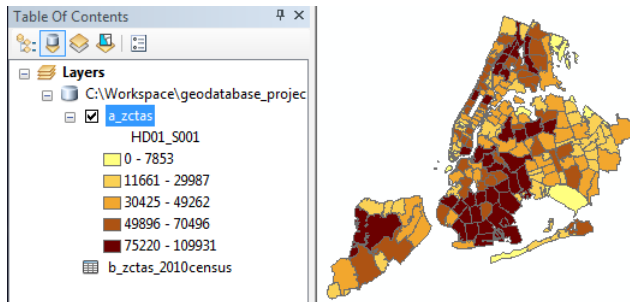 Table Of Contents
Layers
C:\Workspace\geodatabase_projec
a_zctas
HD01_S001
0 - 7853
11661 - 29987
30425 - 49262
49896 - 70496
75220 - 109931
b_zctas_2010census